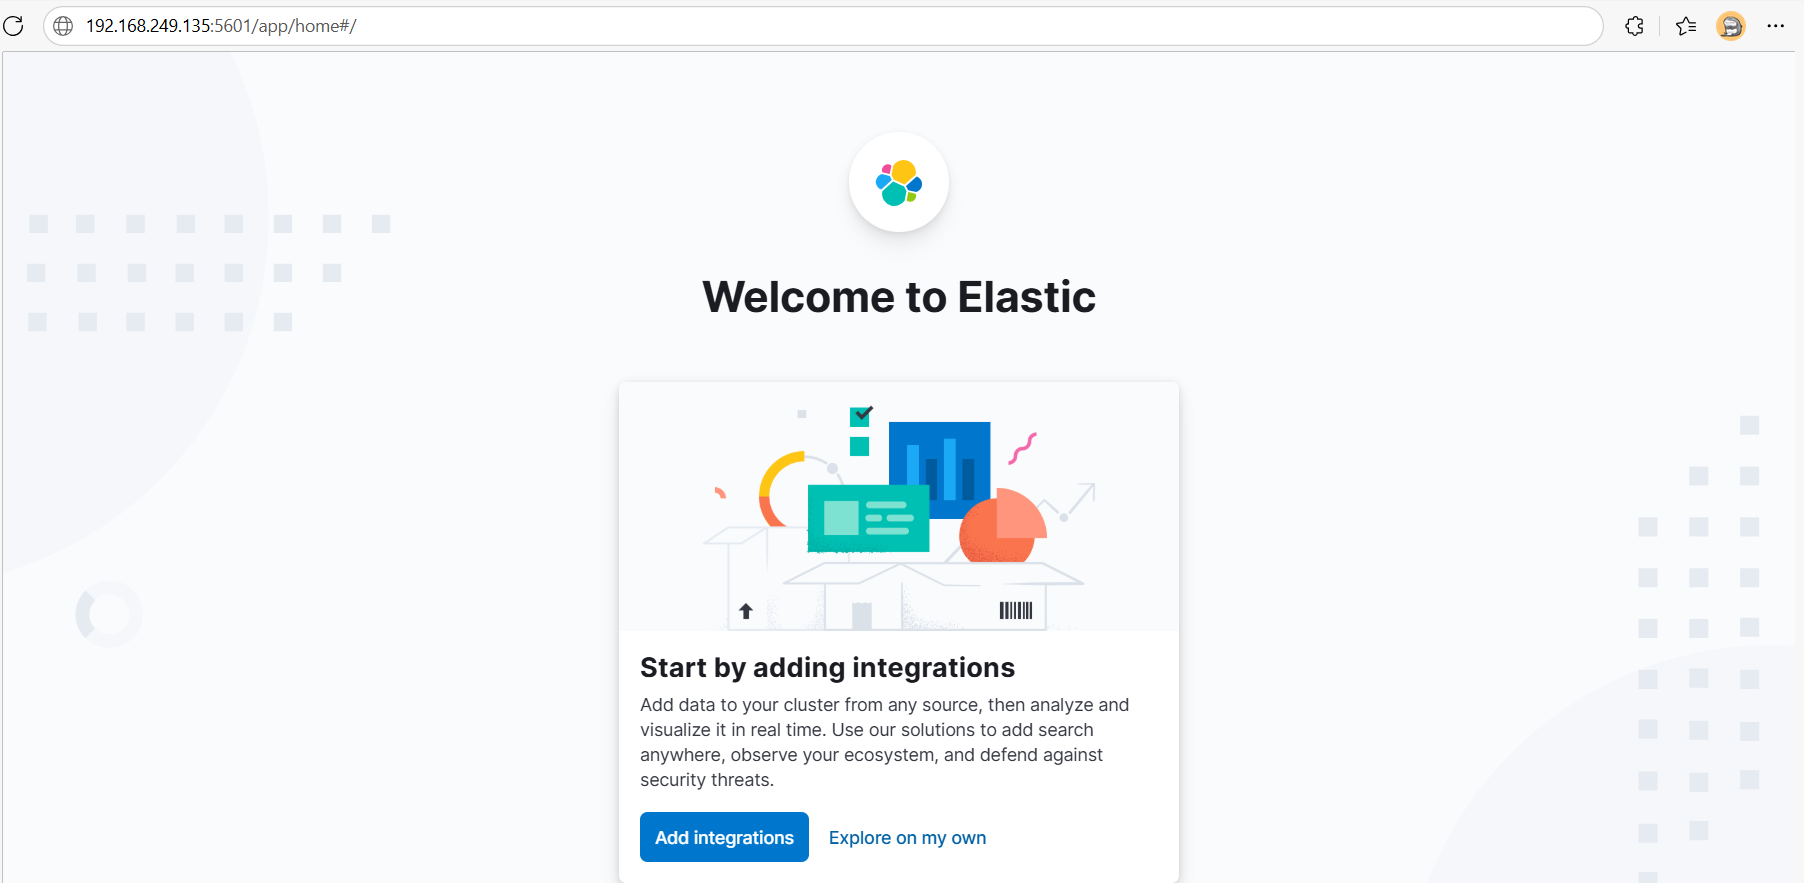 192.168.249.135:5601/app/home#/
Welcome to Elastic
Start by adding integrations
Add data to your cluster from any source, then analyze and
visualize it in real time. Use our solutions to add search
anywhere, observe your ecosystem, and defend against
security threats.
Add integrations
Explore on my own